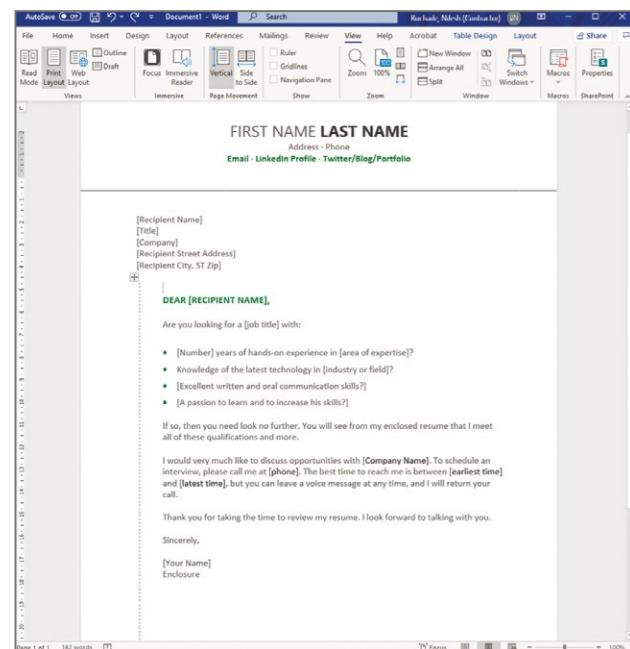 AutoSave Off Document1 - Word Search
File Home Insert Design Layout References Mailings Review View Help Acrobat Table Design Layout Share
Read Mode
Print Layout
Web Layout
Outline
Draft
Views
Focus
Immersive Reader
Immersive
Vertical
Side to Side
Page Movement
Ruler
Gridlines
Navigation Pane
Show
Zoom
100%
Zoom
New Window
Arrange All
Split
Switch Windows
Window
Macros
Macros
Properties
SharePoint
FIRST NAME LAST NAME
Address · Phone
Email · LinkedIn Profile · Twitter/Blog/Portfolio
[Recipient Name]
[Title]
[Company]
[Recipient Street Address]
[Recipient City, ST Zip]
DEAR [RECIPIENT NAME],
Are you looking for a [job title] with:
• [Number] years of hands-on experience in [area of expertise]?
• Knowledge of the latest technology in [industry or field]?
• [Excellent written and oral communication skills?]
• [A passion to learn and to increase his skills?]
If so, then you need look no further. You will see from my enclosed resume that I meet
all of these qualifications and more.
I would very much like to discuss opportunities with [Company Name]. To schedule an
interview, please call me at [phone]. The best time to reach me is between [earliest time]
and [latest time], but you can leave a voice message at any time, and I will return your
call.
Thank you for taking the time to review my resume. I look forward to talking with you.
Sincerely,
[Your Name]
Enclosure
Page 1 of 1 162 words Focus 100%